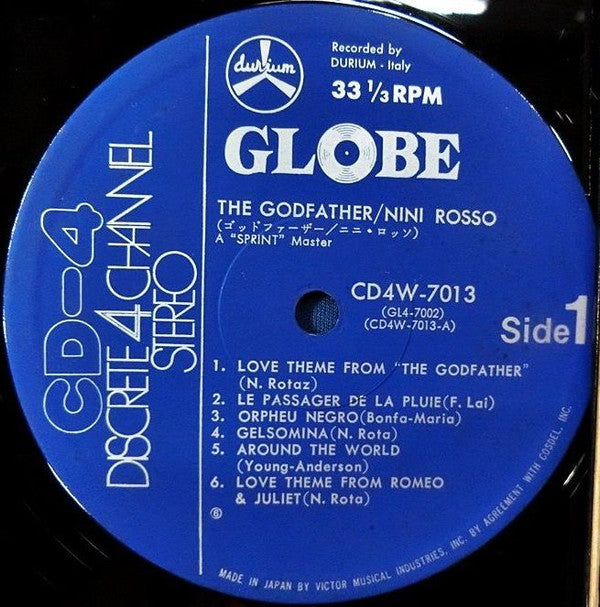 durium
Recorded by
DURIUM - Italy
33 1/3 RPM
GLOBE
THE GODFATHER/NINI ROSSO
(ゴッドファーザー/ニニ・ロッソ)
A "SPRINT" Master
CD-4
DISCRETE 4 CHANNEL
STEREO
CD4W-7013
(GL4-7002)
(CD4W-7013-A)
Side 1
1. LOVE THEME FROM "THE GODFATHER"
(N. Rotaz)
2. LE PASSAGER DE LA PLUIE(F. Lai)
3. ORPHEU NEGRO(Bonfa-Maria)
4. GELSOMINA(N. Rota)
5. AROUND THE WORLD
(Young-Anderson)
6. LOVE THEME FROM ROMEO
& JULIET(N. Rota)
MADE IN JAPAN BY VICTOR MUSICAL INDUSTRIES, INC. BY AGREEMENT WITH COSDEL, INC.